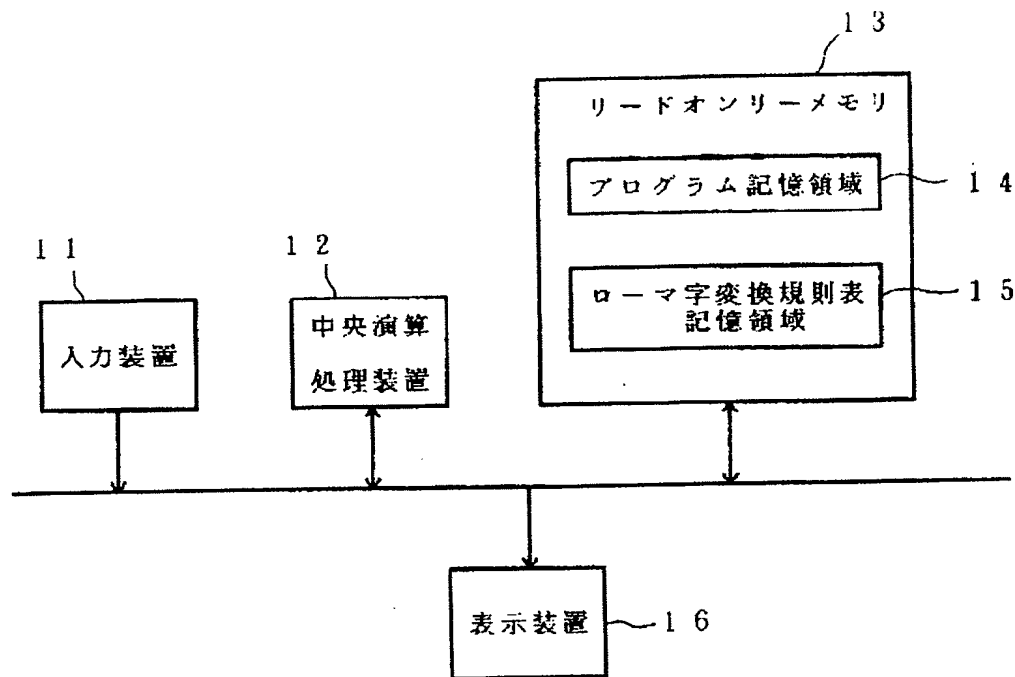 13
リードオンリーメモリ
プログラム記憶領域
14
ローマ字変換規則表
記憶領域
15
11
入力装置
12
中央演算
処理装置
表示装置
16